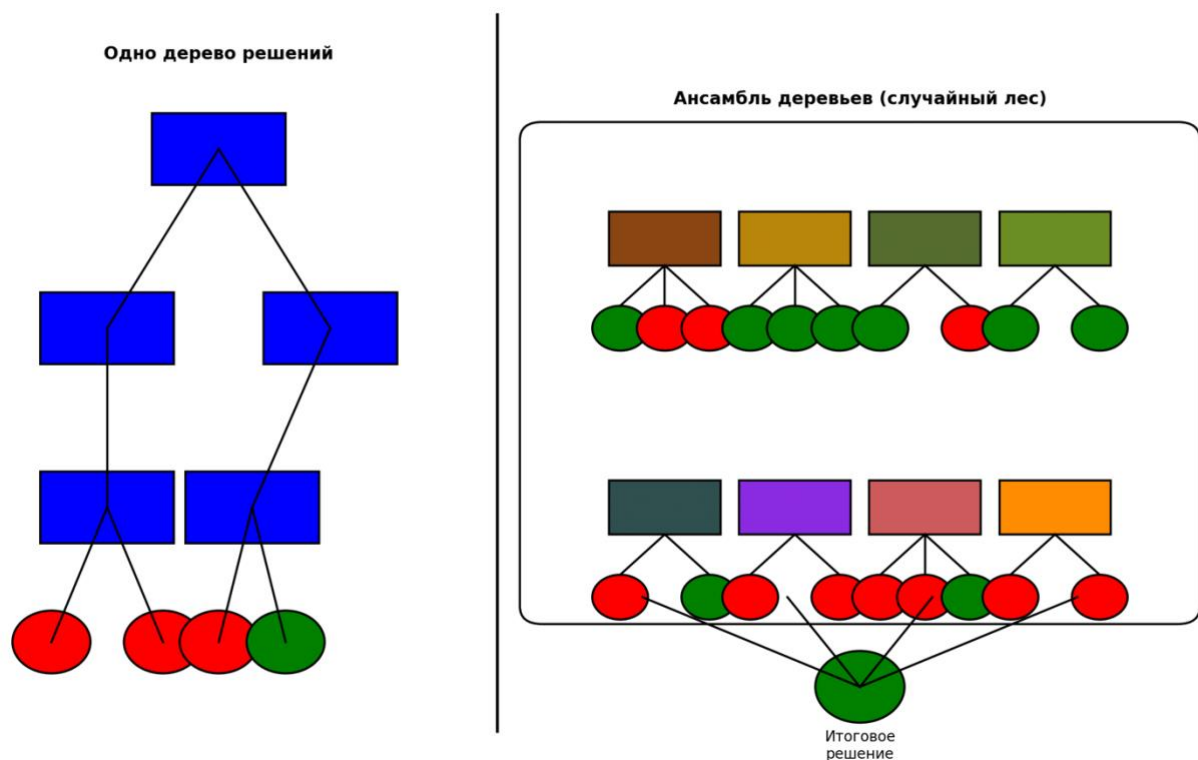 Одно дерево решений
Ансамбль деревьев (случайный лес)
Итоговое
решение